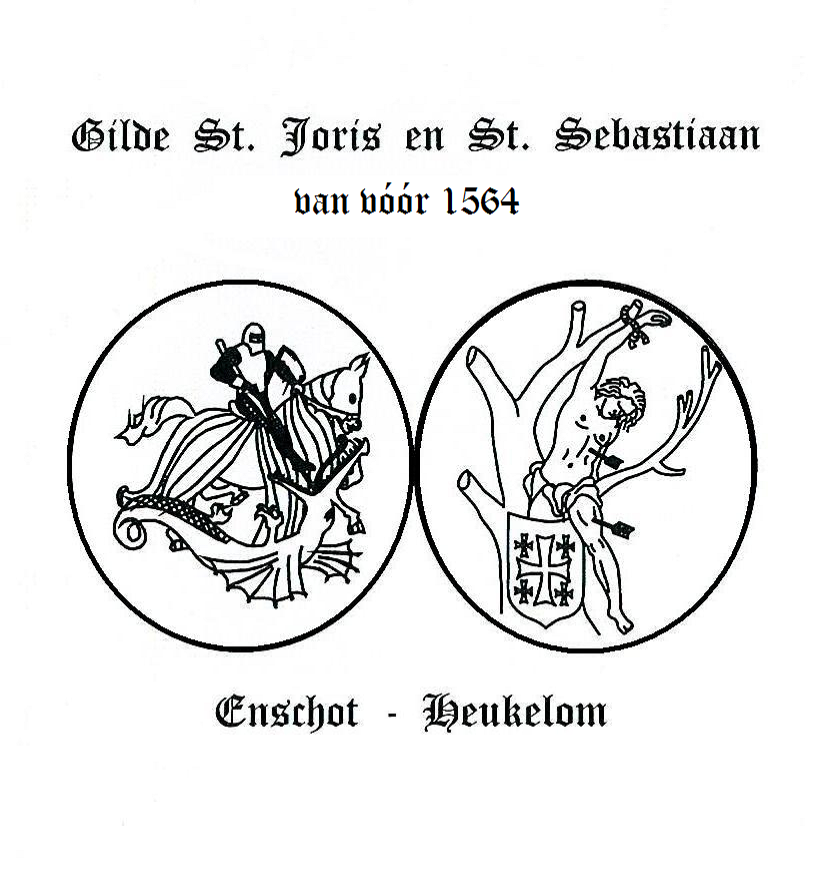 Gilde St. Joris en St. Sebastiaan
van vóór 1564
Enschot - Heukelom